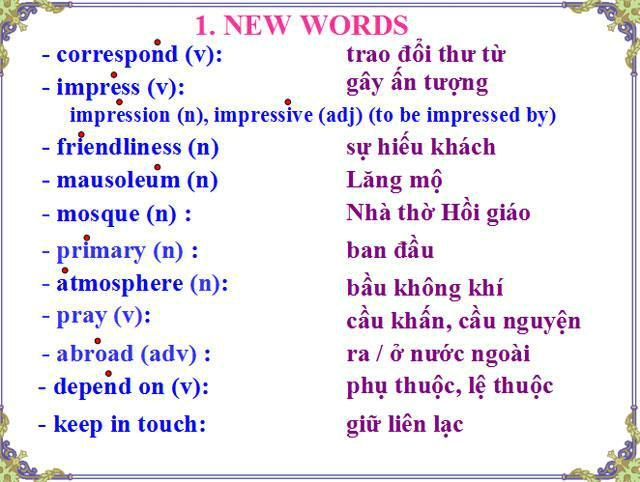 1. NEW WORDS
- correspond (v): trao đổi thư từ
- impress (v): gây ấn tượng
impression (n), impressive (adj) (to be impressed by)
- friendliness (n) sự hiếu khách
- mausoleum (n) Lăng mộ
- mosque (n) : Nhà thờ Hồi giáo
- primary (n) : ban đầu
- atmosphere (n): bầu không khí
- pray (v): cầu khấn, cầu nguyện
- abroad (adv) : ra / ở nước ngoài
- depend on (v): phụ thuộc, lệ thuộc
- keep in touch: giữ liên lạc